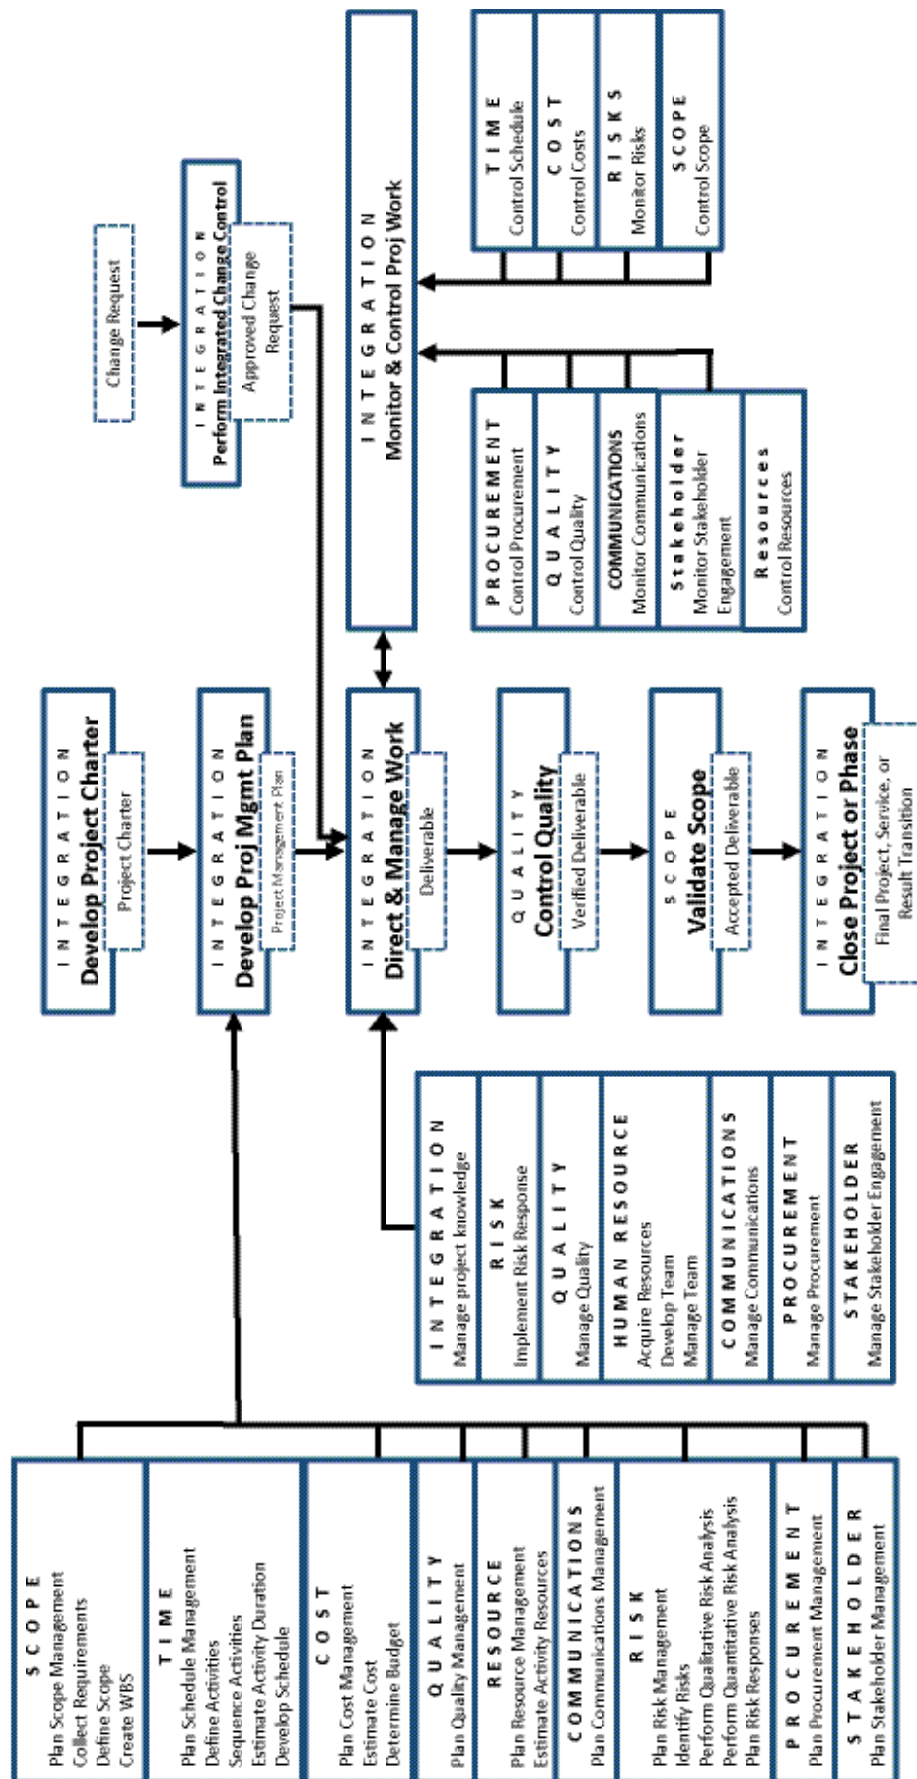 SCOPE
Plan Scope Management
Collect Requirements
Define Scope
Create WBS
TIME
Plan Schedule Management
Define Activities
Sequence Activities
Estimate Activity Duration
Develop Schedule
COST
Plan Cost Management
Estimate Cost
Determine Budget
QUALITY
Plan Quality Management
RESOURCE
Plan Resource Management
Estimate Activity Resources
COMMUNICATIONS
Plan Communications Management
RISK
Plan Risk Management
Identify Risks
Perform Qualitative Risk Analysis
Perform Quantitative Risk Analysis
Plan Risk Responses
PROCUREMENT
Plan Procurement Management
STAKEHOLDER
Plan Stakeholder Management
INTEGRATION
Manage project knowledge
RISK
Implement Risk Response
QUALITY
Manage Quality
HUMAN RESOURCE
Acquire Resources
Develop Team
Manage Team
COMMUNICATIONS
Manage Communications
PROCUREMENT
Manage Procurement
STAKEHOLDER
Manage Stakeholder Engagement
INTEGRATION
Develop Project Charter
Project Charter
INTEGRATION
Develop Proj Mgmt Plan
Project Management Plan
INTEGRATION
Direct & Manage Work
Deliverable
QUALITY
Control Quality
Verified Deliverable
SCOPE
Validate Scope
Accepted Deliverable
INTEGRATION
Close Project or Phase
Final Project, Service, or
Result Transition
Change Request
INTEGRATION
Perform Integrated Change Control
Approved Change
Request
INTEGRATION
Monitor & Control Proj Work
PROCUREMENT
Control Procurement
QUALITY
Control Quality
COMMUNICATIONS
Monitor Communications
Stakeholder
Monitor Stakeholder
Engagement
Resources
Control Resources
TIME
Control Schedule
COST
Control Costs
RISKS
Monitor Risks
SCOPE
Control Scope